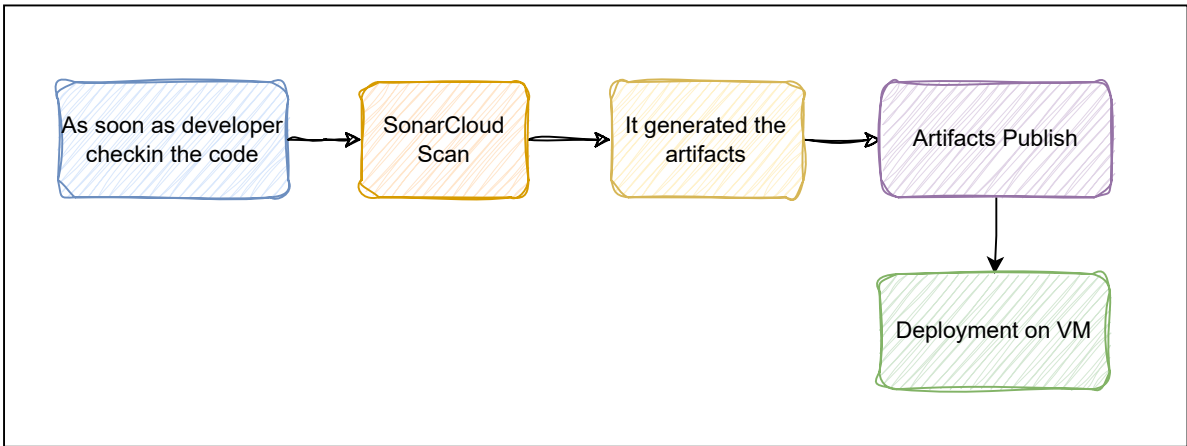 As soon as developer
checkin the code
SonarCloud
Scan
It generated the
artifacts
Artifacts Publish
Deployment on VM